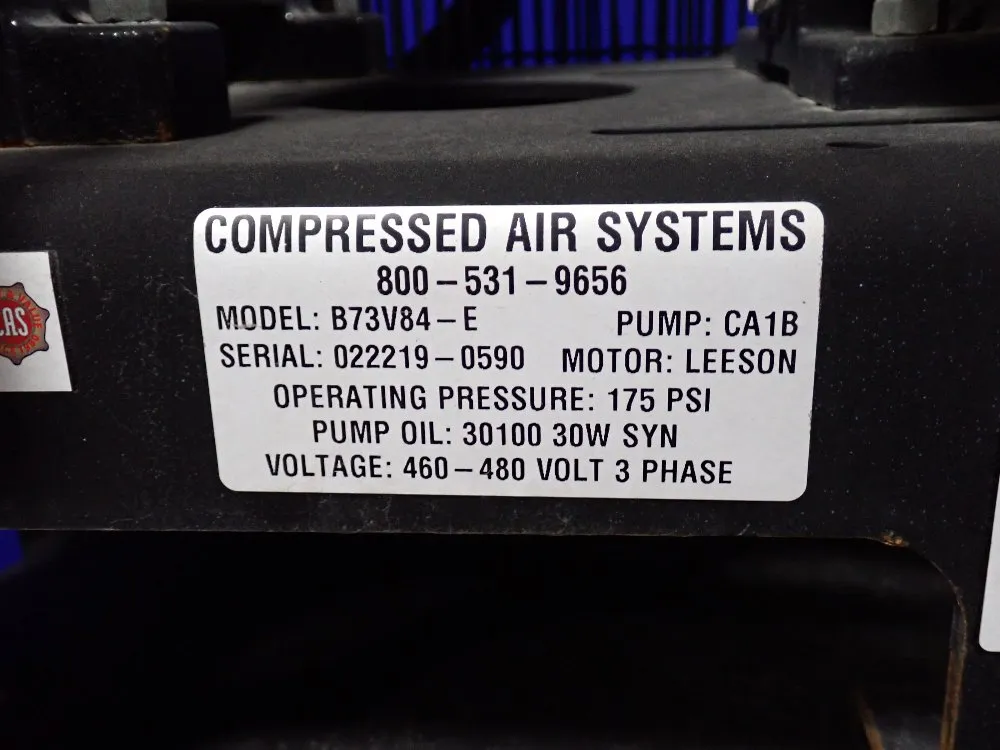 COMPRESSED AIR SYSTEMS
800-531-9656
MODEL: B73V84-E PUMP: CA1B
SERIAL: 022219-0590 MOTOR: LEESON
OPERATING PRESSURE: 175 PSI
PUMP OIL: 30100 30W SYN
VOLTAGE: 460-480 VOLT 3 PHASE